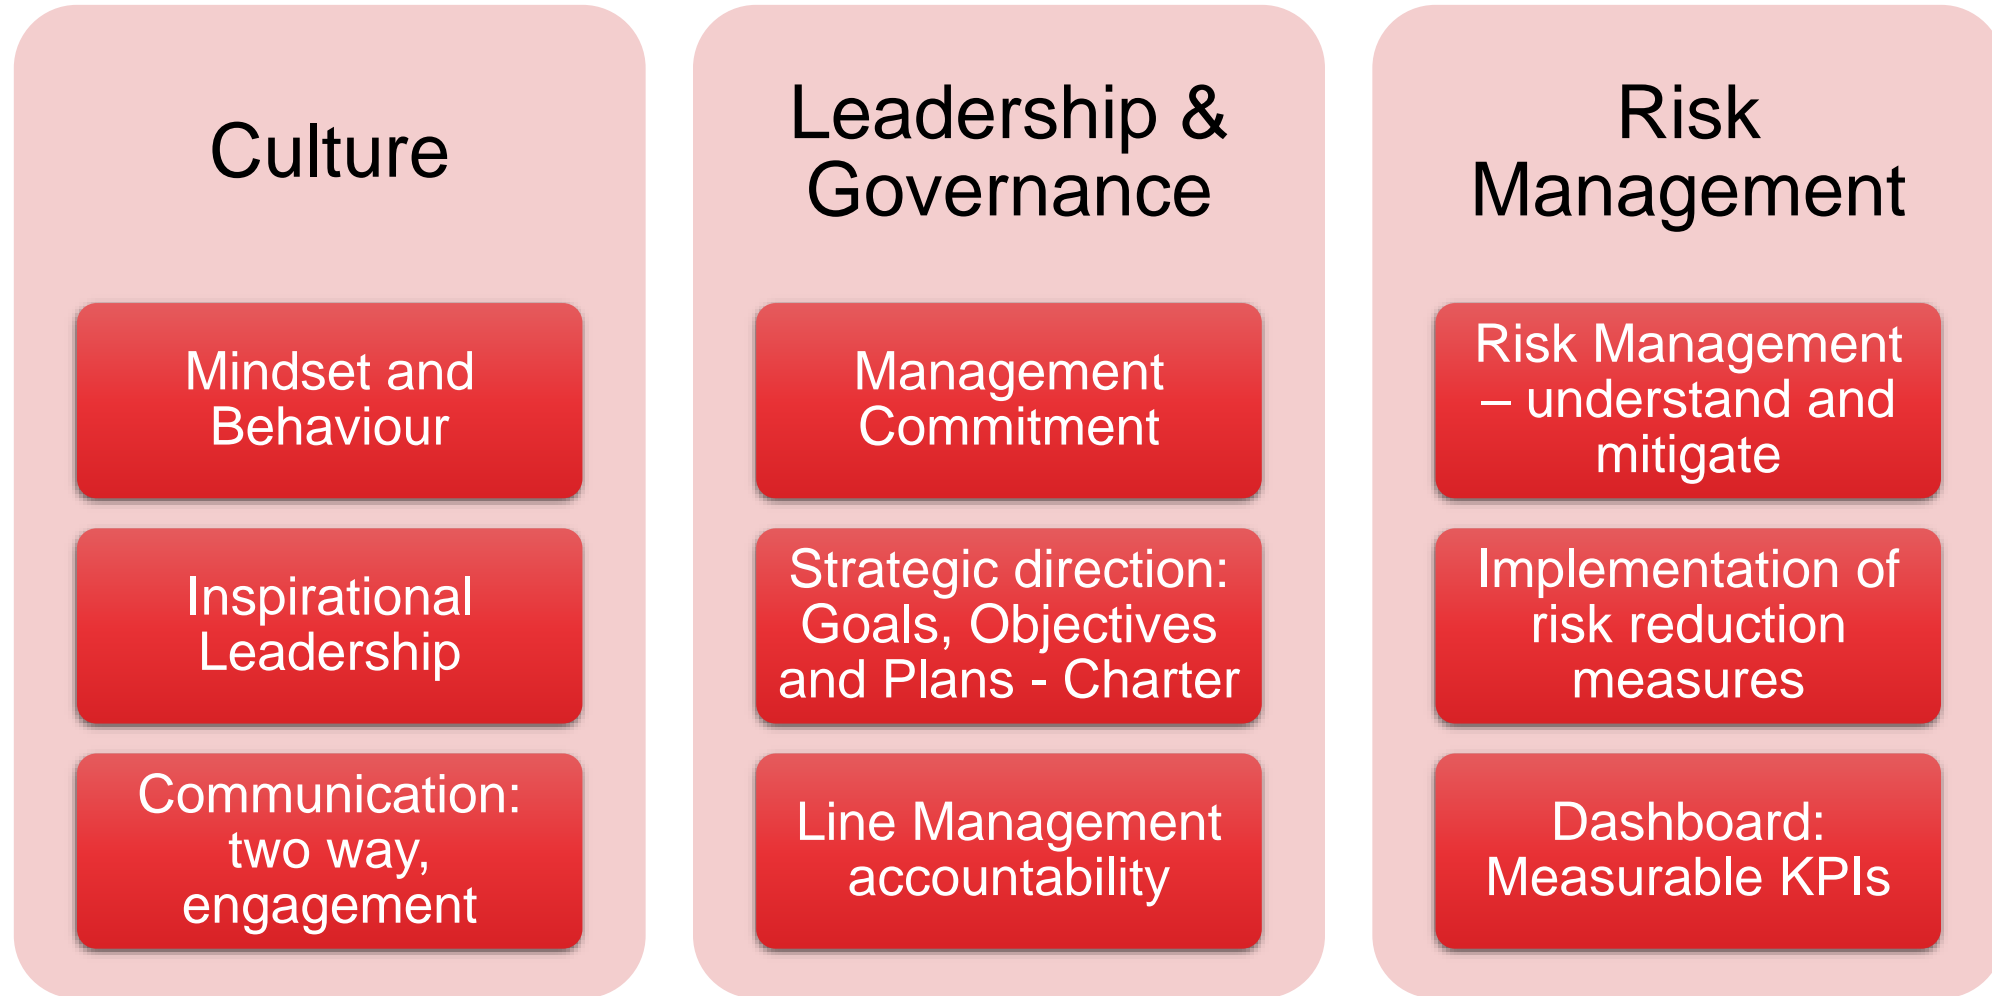 Culture
Mindset and
Behaviour
Inspirational
Leadership
Communication:
two way,
engagement
Leadership &
Governance
Management
Commitment
Strategic direction:
Goals, Objectives
and Plans - Charter
Line Management
accountability
Risk
Management
Risk Management
– understand and
mitigate
Implementation of
risk reduction
measures
Dashboard:
Measurable KPIs